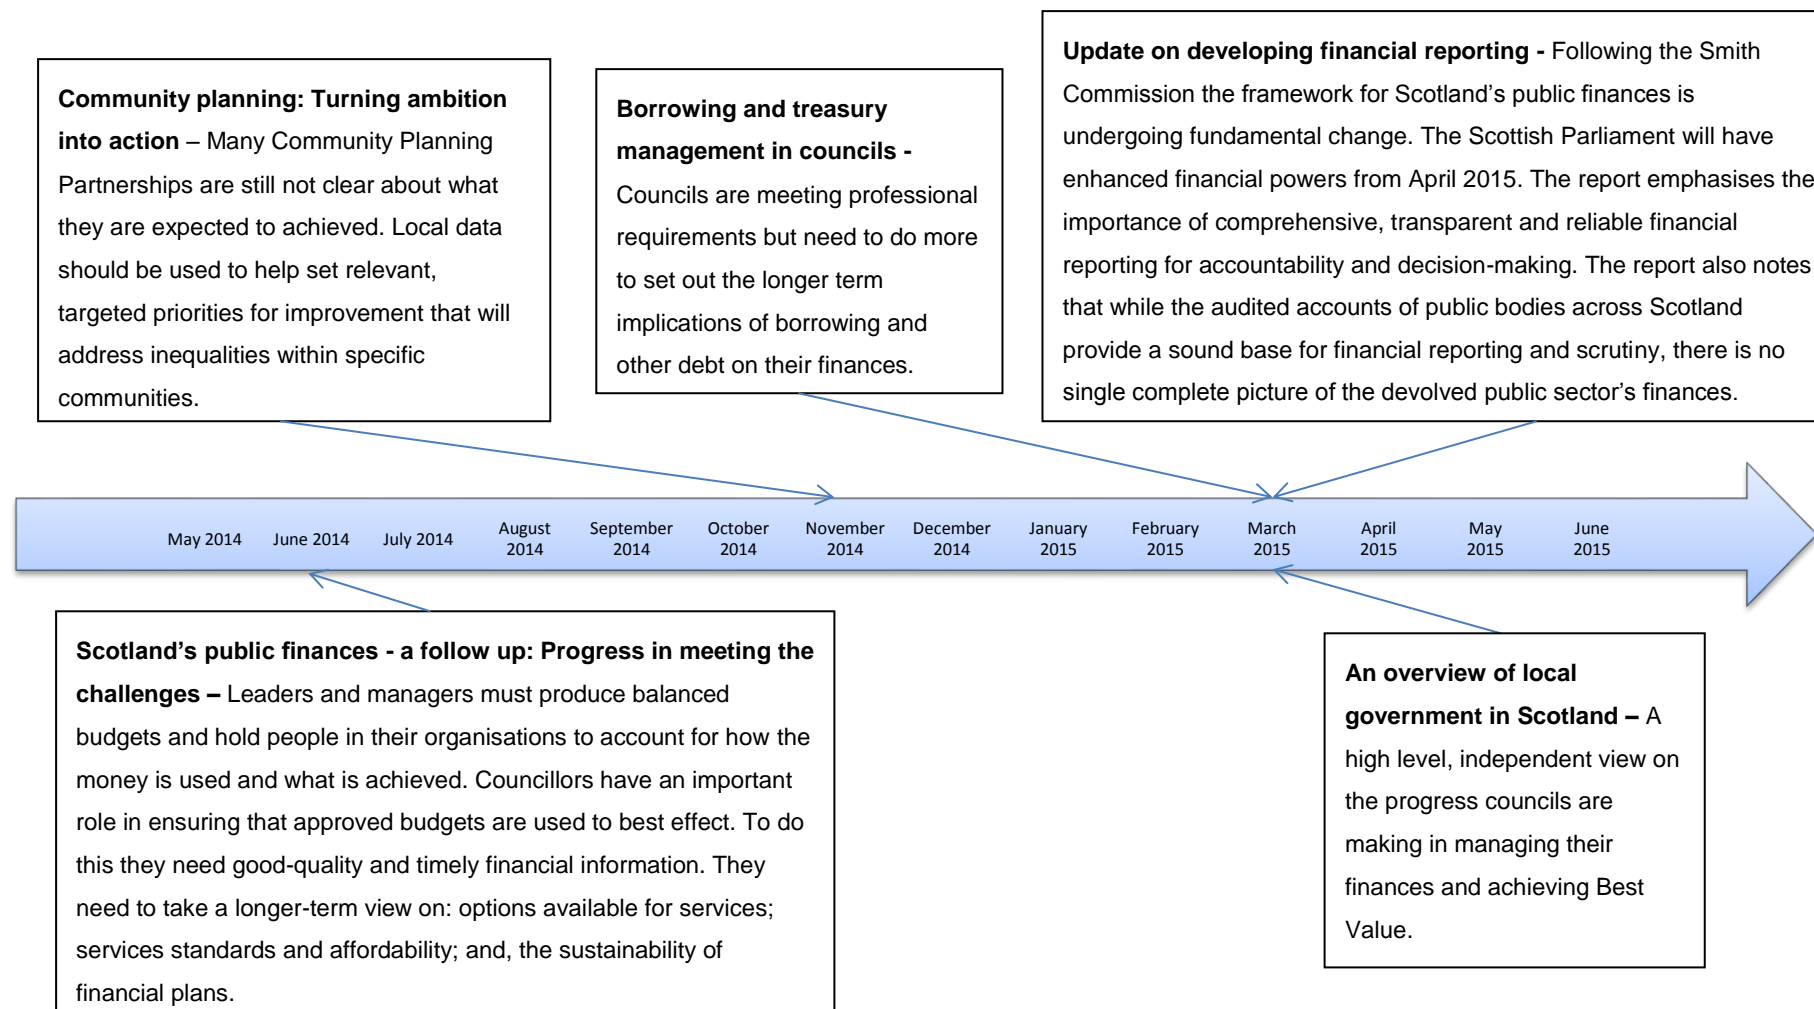 Community planning: Turning ambition
into action – Many Community Planning
Partnerships are still not clear about what
they are expected to achieved. Local data
should be used to help set relevant,
targeted priorities for improvement that will
address inequalities within specific
communities.
Borrowing and treasury
management in councils -
Councils are meeting professional
requirements but need to do more
to set out the longer term
implications of borrowing and
other debt on their finances.
Update on developing financial reporting - Following the Smith
Commission the framework for Scotland’s public finances is
undergoing fundamental change. The Scottish Parliament will have
enhanced financial powers from April 2015. The report emphasises the
importance of comprehensive, transparent and reliable financial
reporting for accountability and decision-making. The report also notes
that while the audited accounts of public bodies across Scotland
provide a sound base for financial reporting and scrutiny, there is no
single complete picture of the devolved public sector’s finances.
May 2014
June 2014
July 2014
August
2014
September
2014
October
2014
November
2014
December
2014
January
2015
February
2015
March
2015
April
2015
May
2015
June
2015
Scotland’s public finances - a follow up: Progress in meeting the
challenges – Leaders and managers must produce balanced
budgets and hold people in their organisations to account for how the
money is used and what is achieved. Councillors have an important
role in ensuring that approved budgets are used to best effect. To do
this they need good-quality and timely financial information. They
need to take a longer-term view on: options available for services;
services standards and affordability; and, the sustainability of
financial plans.
An overview of local
government in Scotland – A
high level, independent view on
the progress councils are
making in managing their
finances and achieving Best
Value.